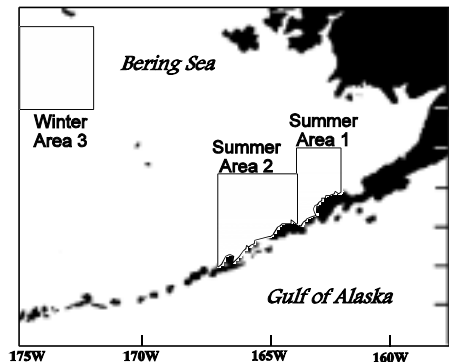 Bering Sea
Winter
Area 3
Summer
Area 1
Summer
Area 2
Gulf of Alaska
175W
170W
165W
160W